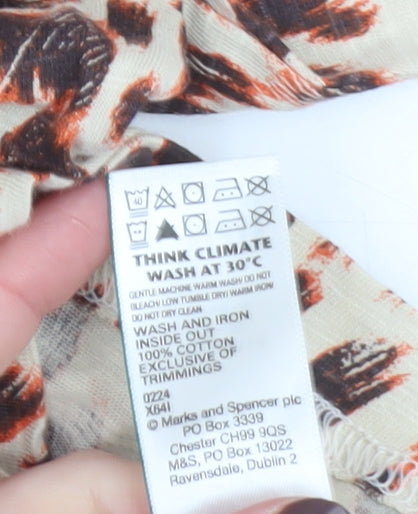 40
THINK CLIMATE
WASH AT 30°C
GENTLE MACHINE WARM WASH/ DO NOT
BLEACH/ LOW TUMBLE DRY/ WARM IRON/
DO NOT DRY CLEAN
WASH AND IRON
INSIDE OUT
100% COTTON
EXCLUSIVE OF
TRIMMINGS
0224
X64I
© Marks and Spencer plc
PO Box 3339
Chester CH99 9QS
M&S, PO Box 13022
Ravensdale, Dublin 2